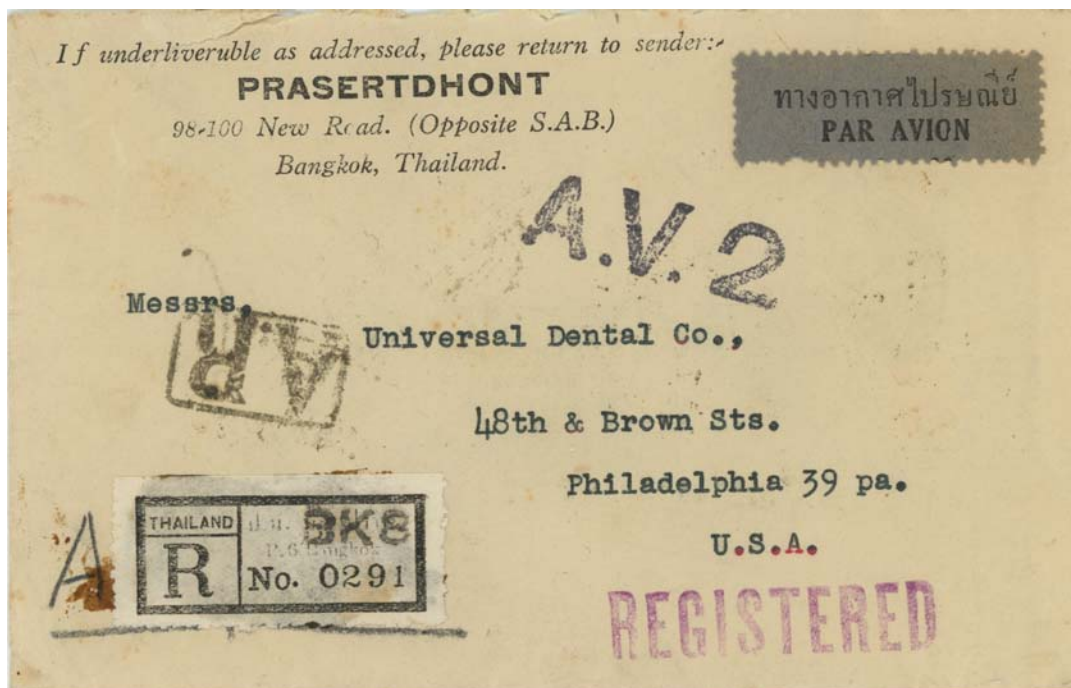 If underliveruble as addressed, please return to sender:-
PRASERTDHONT
98-100 New Road. (Opposite S.A.B.)
Bangkok, Thailand.
ทางอากาศไปรษณีย์
PAR AVION
A.V. 2
Messrs,
Universal Dental Co.,
A.R
48th & Brown Sts.
Philadelphia 39 pa.
U.S.A.
A
THAILAND
R
BK8
Bangkok
No. 0291
REGISTERED